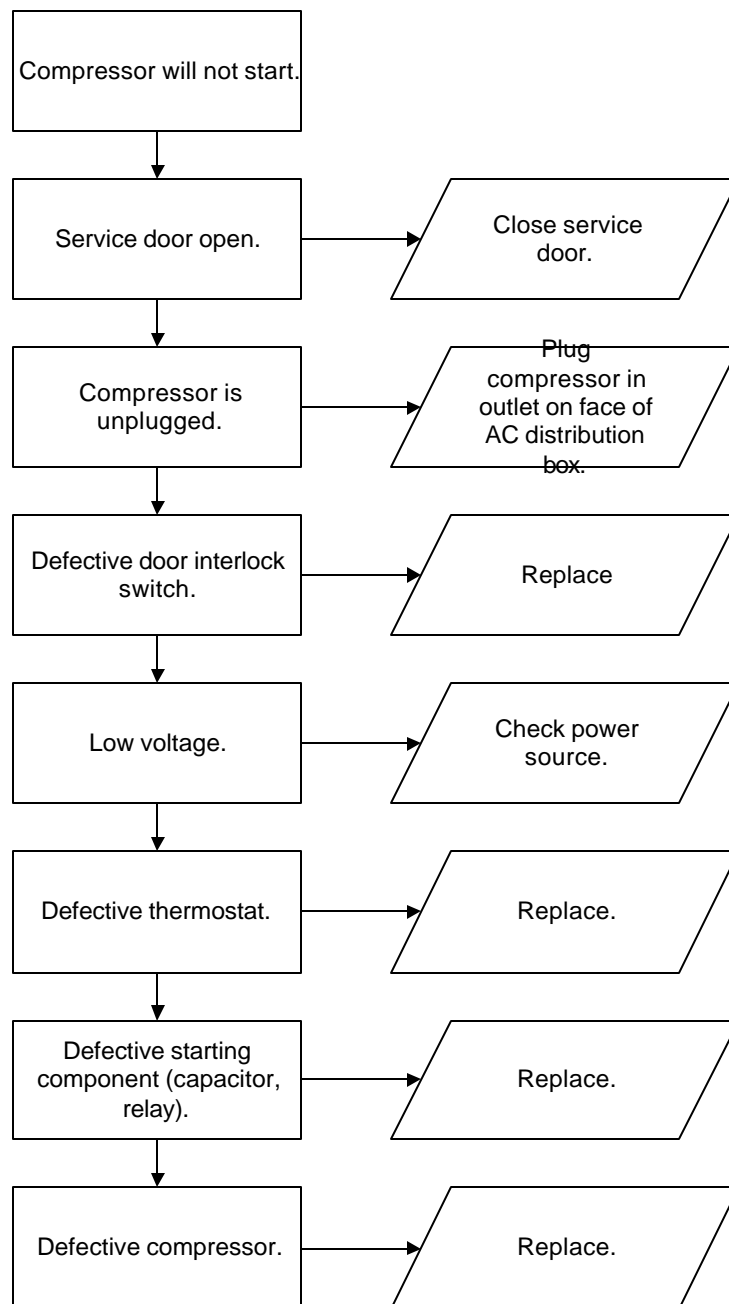 Compressor will not start.
Service door open.
Close service
door.
Compressor is
unplugged.
Plug
compressor in
outlet on face of
AC distribution
box.
Defective door interlock
switch.
Replace
Low voltage.
Check power
source.
Defective thermostat.
Replace.
Defective starting
component (capacitor,
relay).
Replace.
Defective compressor.
Replace.